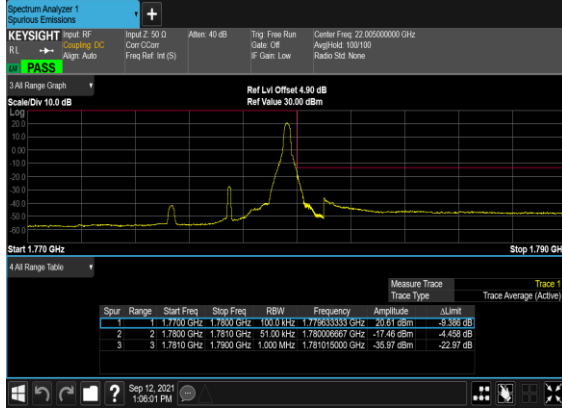 Spectrum Analyzer 1
Spurious Emissions
+
KEYSIGHT Input: RF Input Z: 50 Ω Atten: 40 dB Trig: Free Run Center Freq: 22.005000000 GHz
RL Coupling: DC Corr CCorr Gate: Off Avg|Hold: 100/100
Align: Auto Freq Ref: Int (S) IF Gain: Low Radio Std: None
PASS
3 All Range Graph
Ref Lvl Offset 4.90 dB
Scale/Div 10.0 dB Ref Value 30.00 dBm
Log
20.0
10.0
0.00
-10.0
-20.0
-30.0
-40.0
-50.0
-60.0
Start 1.770 GHz Stop 1.790 GH
4 All Range Table
Measure Trace Trace 1
Trace Type Trace Average (Active)
Spur Range Start Freq Stop Freq RBW Frequency Amplitude ΔLimit
1 1 1.7700 GHz 1.7800 GHz 100.0 kHz 1.779633333 GHz 20.61 dBm -9.386 dB
2 2 1.7800 GHz 1.7810 GHz 51.00 kHz 1.780006667 GHz -17.46 dBm -4.458 dB
3 3 1.7810 GHz 1.7900 GHz 1.000 MHz 1.781015000 GHz -35.97 dBm -22.97 dB
? Sep 12, 2021
1:06:01 PM